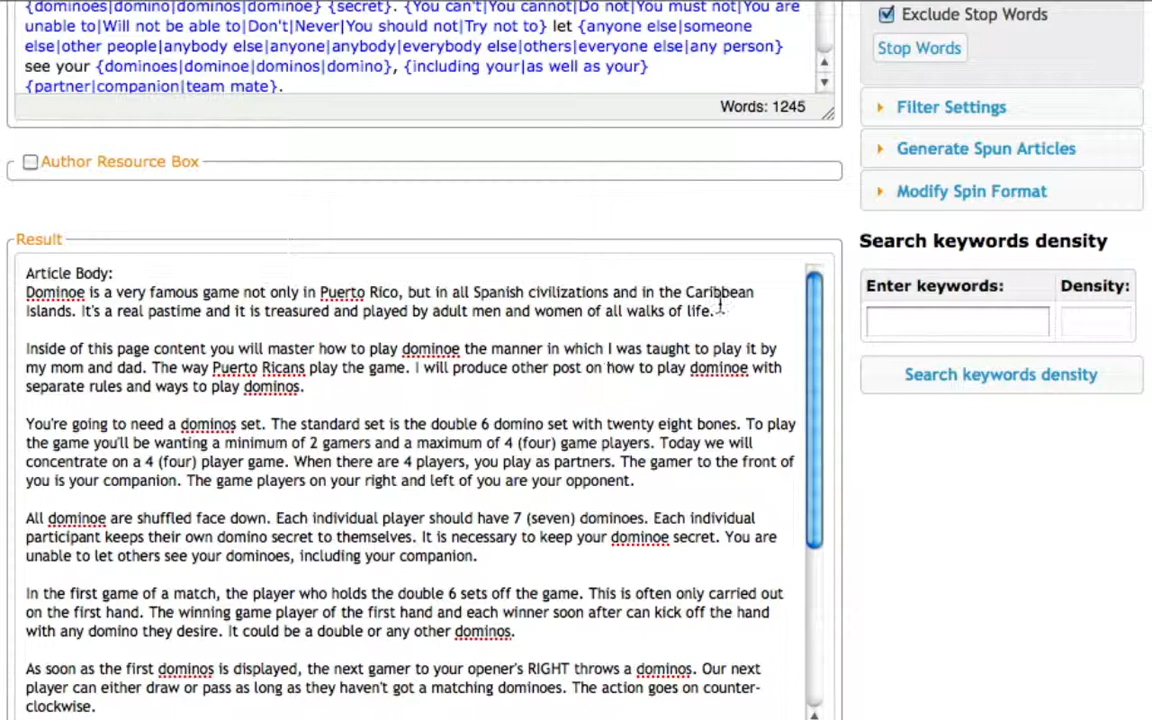 {dominoes|domino|dominos|dominoe} {secret}. {You can't|You cannot|Do not|You must not|You are
unable to|Will not be able to|Don't|Never|You should not|Try not to} let {anyone else|someone
else|other people|anybody else|anyone|anybody|everybody else|others|everyone else|any person}
see your {dominoes|dominoe|dominos|domino}, {including your|as well as your}
{partner|companion|team mate}.
Words: 1245
Author Resource Box
Result
Article Body:
Dominoe is a very famous game not only in Puerto Rico, but in all Spanish civilizations and in the Caribbean
Islands. It's a real pastime and it is treasured and played by adult men and women of all walks of life.
Inside of this page content you will master how to play dominoe the manner in which I was taught to play it by
my mom and dad. The way Puerto Ricans play the game. I will produce other post on how to play dominoe with
separate rules and ways to play dominos.
You're going to need a dominos set. The standard set is the double 6 domino set with twenty eight bones. To play
the game you'll be wanting a minimum of 2 gamers and a maximum of 4 (four) game players. Today we will
concentrate on a 4 (four) player game. When there are 4 players, you play as partners. The gamer to the front of
you is your companion. The game players on your right and left of you are your opponent.
All dominoe are shuffled face down. Each individual player should have 7 (seven) dominoes. Each individual
participant keeps their own domino secret to themselves. It is necessary to keep your dominoe secret. You are
unable to let others see your dominoes, including your companion.
In the first game of a match, the player who holds the double 6 sets off the game. This is often only carried out
on the first hand. The winning game player of the first hand and each winner soon after can kick off the hand
with any domino they desire. It could be a double or any other dominos.
As soon as the first dominos is displayed, the next gamer to your opener's RIGHT throws a dominos. Our next
player can either draw or pass as long as they haven't got a matching dominoes. The action goes on counter-
clockwise.
Exclude Stop Words
Stop Words
Filter Settings
Generate Spun Articles
Modify Spin Format
Search keywords density
Enter keywords: Density:
Search keywords density